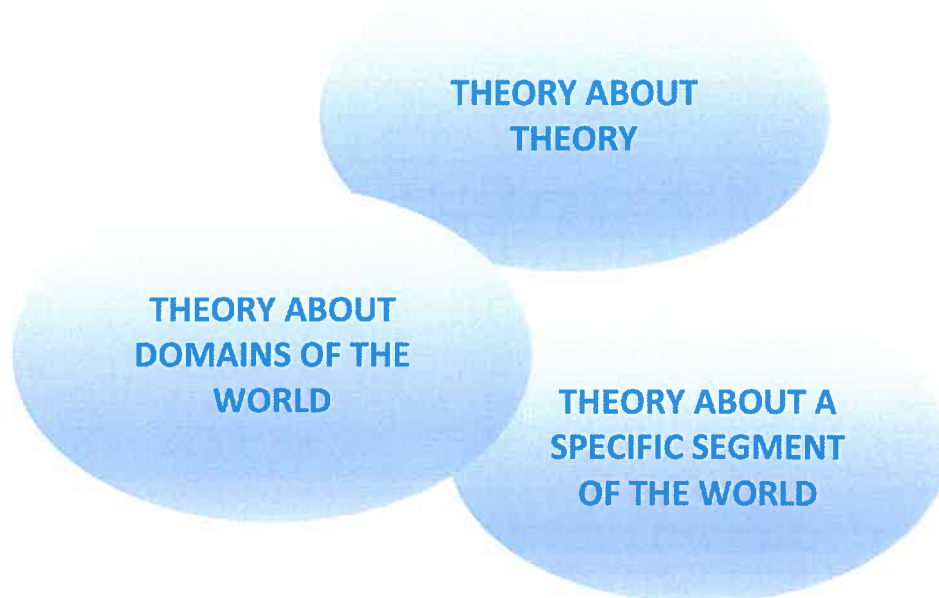 THEORY ABOUT
THEORY
THEORY ABOUT
DOMAINS OF THE
WORLD
THEORY ABOUT A
SPECIFIC SEGMENT
OF THE WORLD